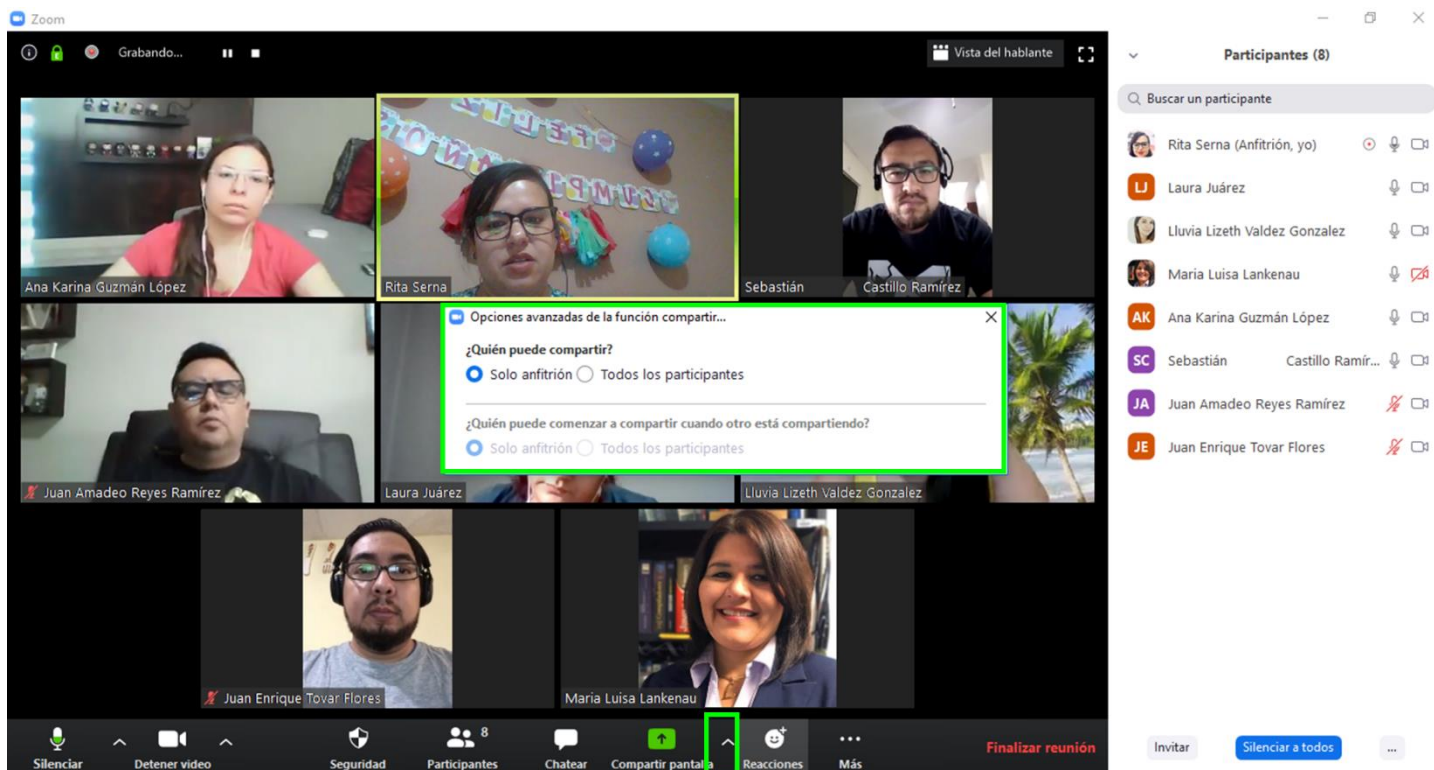 Zoom
Grabando...
Vista del hablante
Participantes (8)
Buscar un participante
Rita Serna (Anfitrión, yo)
LJ Laura Juárez
Lluvia Lizeth Valdez Gonzalez
Maria Luisa Lankenau
AK Ana Karina Guzmán López
SC Sebastián Castillo Ramír...
JA Juan Amadeo Reyes Ramírez
JE Juan Enrique Tovar Flores
FELIZ
CUMPLEAÑOS
Ana Karina Guzmán López
Rita Serna
Sebastián Castillo Ramírez
Opciones avanzadas de la función compartir...
¿Quién puede compartir?
Solo anfitrión Todos los participantes
¿Quién puede comenzar a compartir cuando otro está compartiendo?
Solo anfitrión Todos los participantes
Juan Amadeo Reyes Ramírez
Laura Juárez
Lluvia Lizeth Valdez Gonzalez
Juan Enrique Tovar Flores
Maria Luisa Lankenau
8
Silenciar
Detener video
Seguridad
Participantes
Chatear
Compartir pantalla
Reacciones
Más
Finalizar reunión
Invitar
Silenciar a todos
...